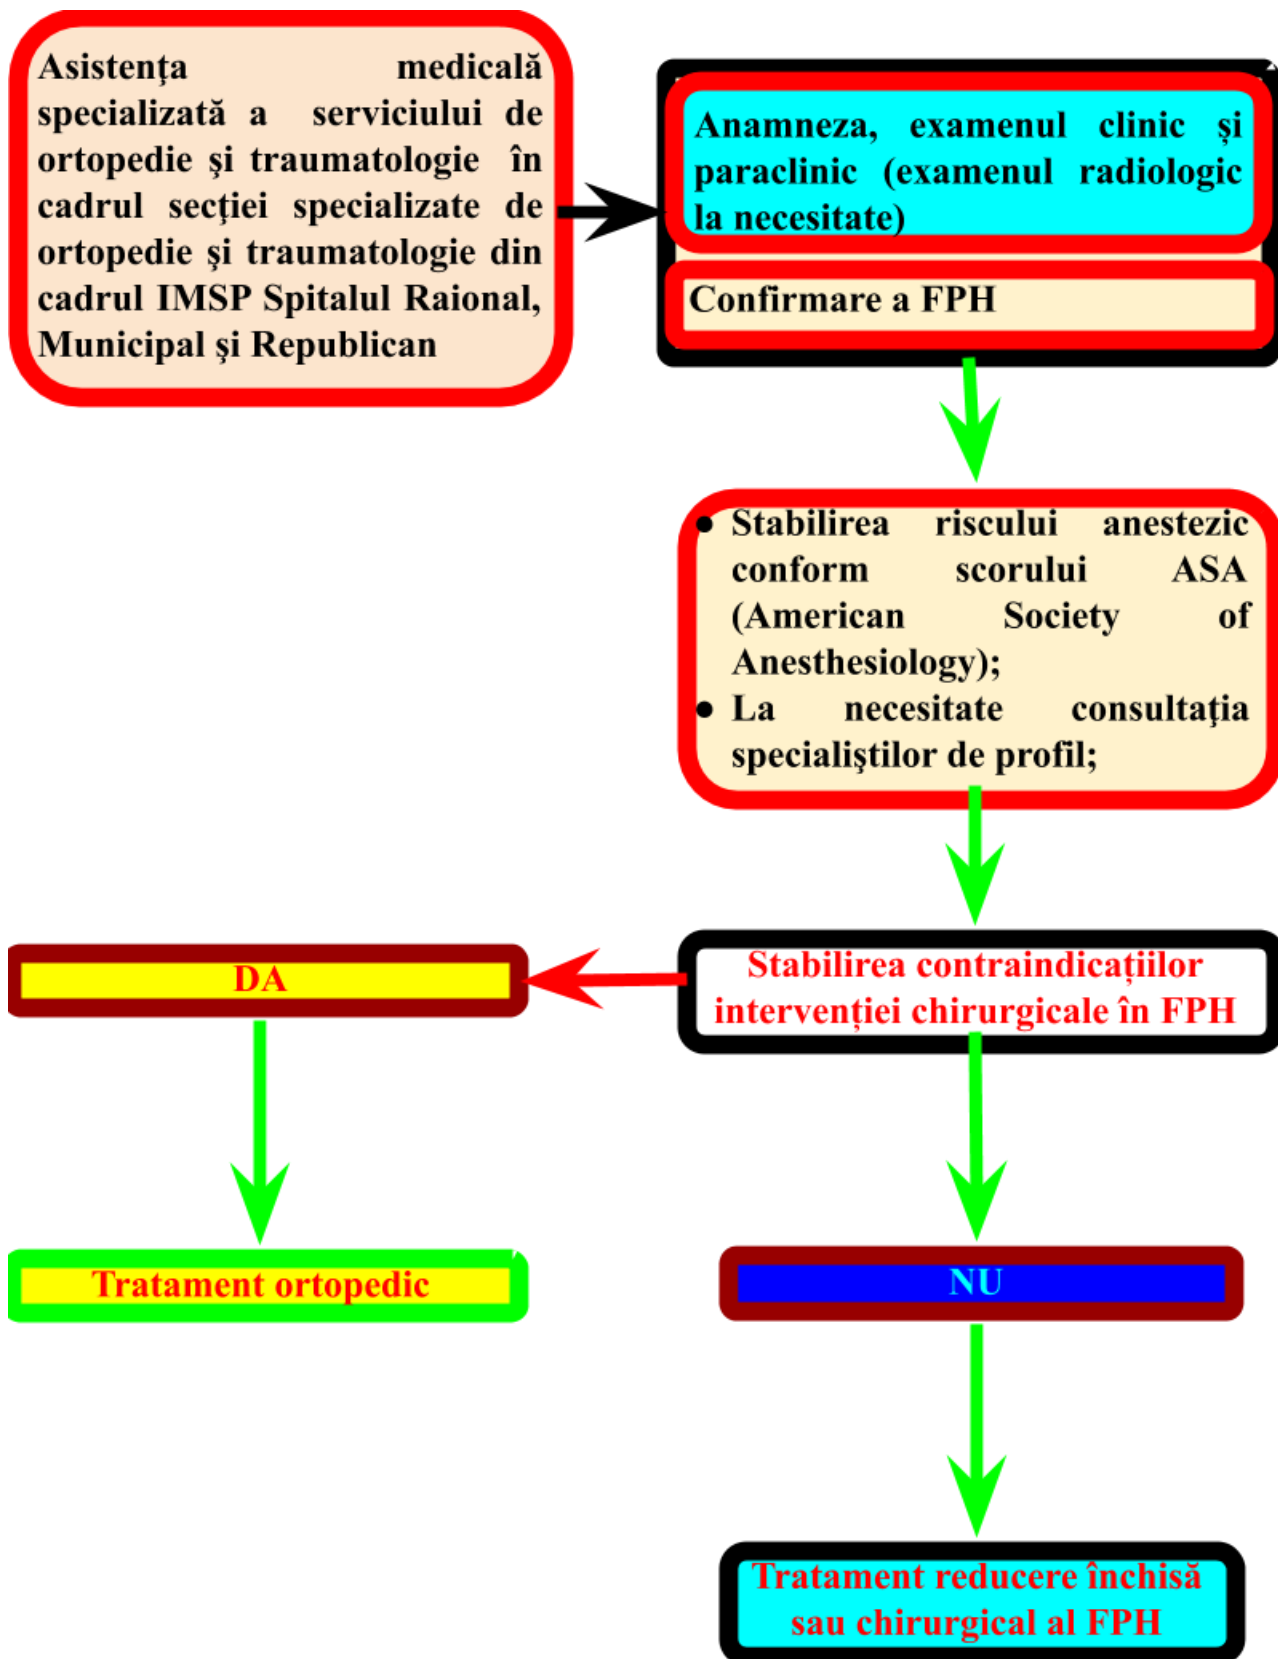 Asistenţa medicală
specializată a serviciului de
ortopedie şi traumatologie în
cadrul secţiei specializate de
ortopedie şi traumatologie din
cadrul IMSP Spitalul Raional,
Municipal şi Republican
Anamneza, examenul clinic și
paraclinic (examenul radiologic
la necesitate)
Confirmare a FPH
● Stabilirea riscului anestezic
conform scorului ASA
(American Society of
Anesthesiology);
● La necesitate consultaţia
specialiştilor de profil;
Stabilirea contraindicațiilor
intervenției chirurgicale în FPH
DA
Tratament ortopedic
NU
Tratament reducere închisă
sau chirurgical al FPH